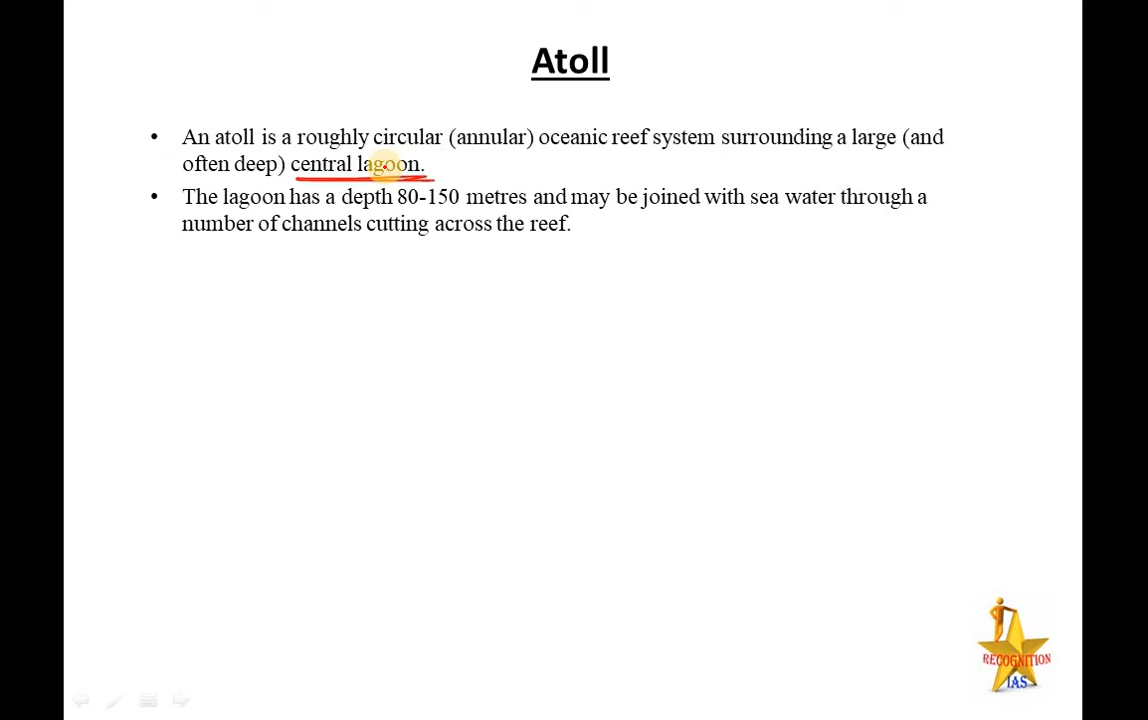 Atoll
• An atoll is a roughly circular (annular) oceanic reef system surrounding a large (and
often deep) central lagoon.
• The lagoon has a depth 80-150 metres and may be joined with sea water through a
number of channels cutting across the reef.
RECOGNITION
IAS